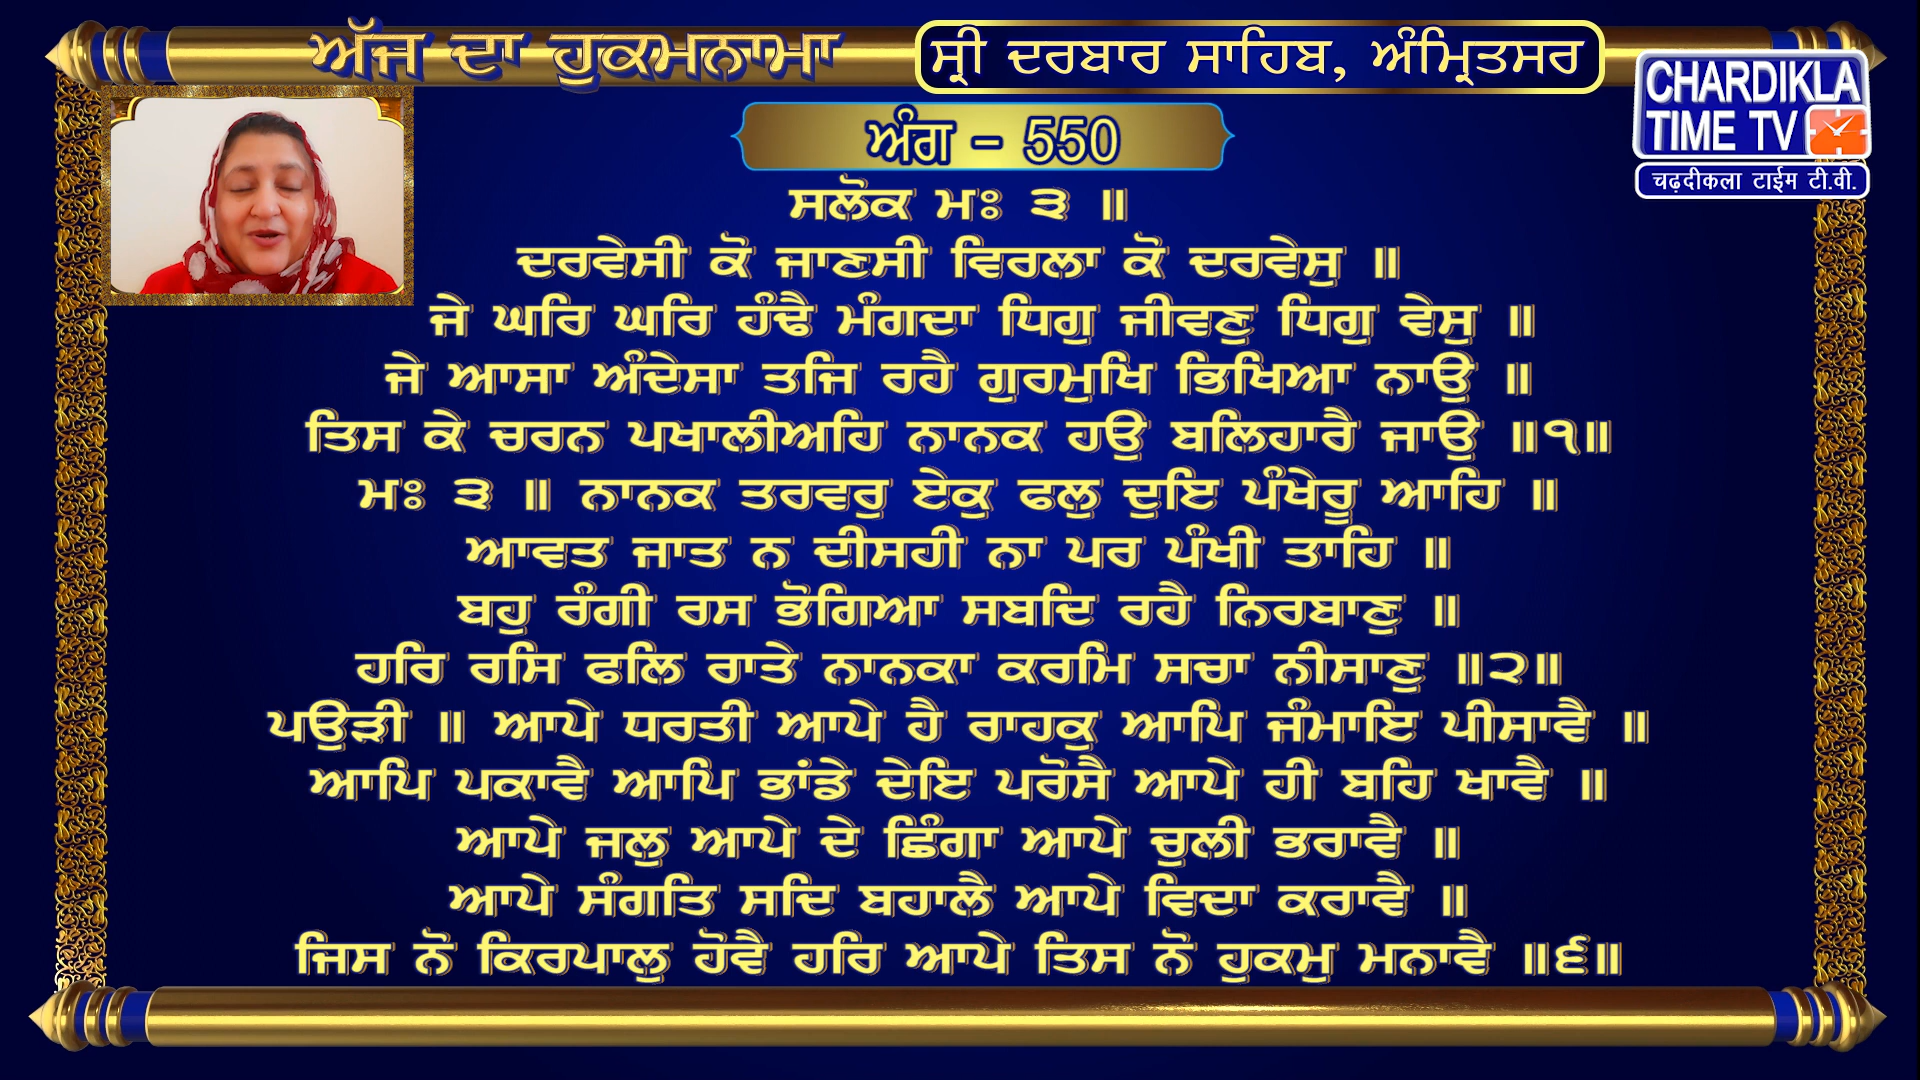 ਅੱਜ ਦਾ ਹੁਕਮਨਾਮਾ
ਸ੍ਰੀ ਦਰਬਾਰ ਸਾਹਿਬ, ਅੰਮ੍ਰਿਤਸਰ
CHARDIKLA
TIME TV
चढ़दीकला टाईम टी.वी.
ਅੰਗ - 550
ਸਲੋਕ ਮਃ ੩ ॥
ਦਰਵੇਸੀ ਕੋ ਜਾਣਸੀ ਵਿਰਲਾ ਕੋ ਦਰਵੇਸੁ ॥
ਜੇ ਘਰਿ ਘਰਿ ਹੰਢੈ ਮੰਗਦਾ ਧਿਗੁ ਜੀਵਣੁ ਧਿਗੁ ਵੇਸੁ ॥
ਜੇ ਆਸਾ ਅੰਦੇਸਾ ਤਜਿ ਰਹੈ ਗੁਰਮੁਖਿ ਭਿਖਿਆ ਨਾਉ ॥
ਤਿਸ ਕੇ ਚਰਨ ਪਖਾਲੀਅਹਿ ਨਾਨਕ ਹਉ ਬਲਿਹਾਰੈ ਜਾਉ ॥੧॥
ਮਃ ੩ ॥ ਨਾਨਕ ਤਰਵਰੁ ਏਕੁ ਫਲੁ ਦੁਇ ਪੰਖੇਰੂ ਆਹਿ ॥
ਆਵਤ ਜਾਤ ਨ ਦੀਸਹੀ ਨਾ ਪਰ ਪੰਖੀ ਤਾਹਿ ॥
ਬਹੁ ਰੰਗੀ ਰਸ ਭੋਗਿਆ ਸਬਦਿ ਰਹੈ ਨਿਰਬਾਣੁ ॥
ਹਰਿ ਰਸਿ ਫਲਿ ਰਾਤੇ ਨਾਨਕਾ ਕਰਮਿ ਸਚਾ ਨੀਸਾਣੁ ॥੨॥
ਪਉੜੀ ॥ ਆਪੇ ਧਰਤੀ ਆਪੇ ਹੈ ਰਾਹਕੁ ਆਪਿ ਜੰਮਾਇ ਪੀਸਾਵੈ ॥
ਆਪਿ ਪਕਾਵੈ ਆਪਿ ਭਾਂਡੇ ਦੇਇ ਪਰੋਸੈ ਆਪੇ ਹੀ ਬਹਿ ਖਾਵੈ ॥
ਆਪੇ ਜਲੁ ਆਪੇ ਦੇ ਛਿੰਗਾ ਆਪੇ ਚੁਲੀ ਭਰਾਵੈ ॥
ਆਪੇ ਸੰਗਤਿ ਸਦਿ ਬਹਾਲੈ ਆਪੇ ਵਿਦਾ ਕਰਾਵੈ ॥
ਜਿਸ ਨੋ ਕਿਰਪਾਲੁ ਹੋਵੈ ਹਰਿ ਆਪੇ ਤਿਸ ਨੋ ਹੁਕਮੁ ਮਨਾਵੈ ॥੬॥